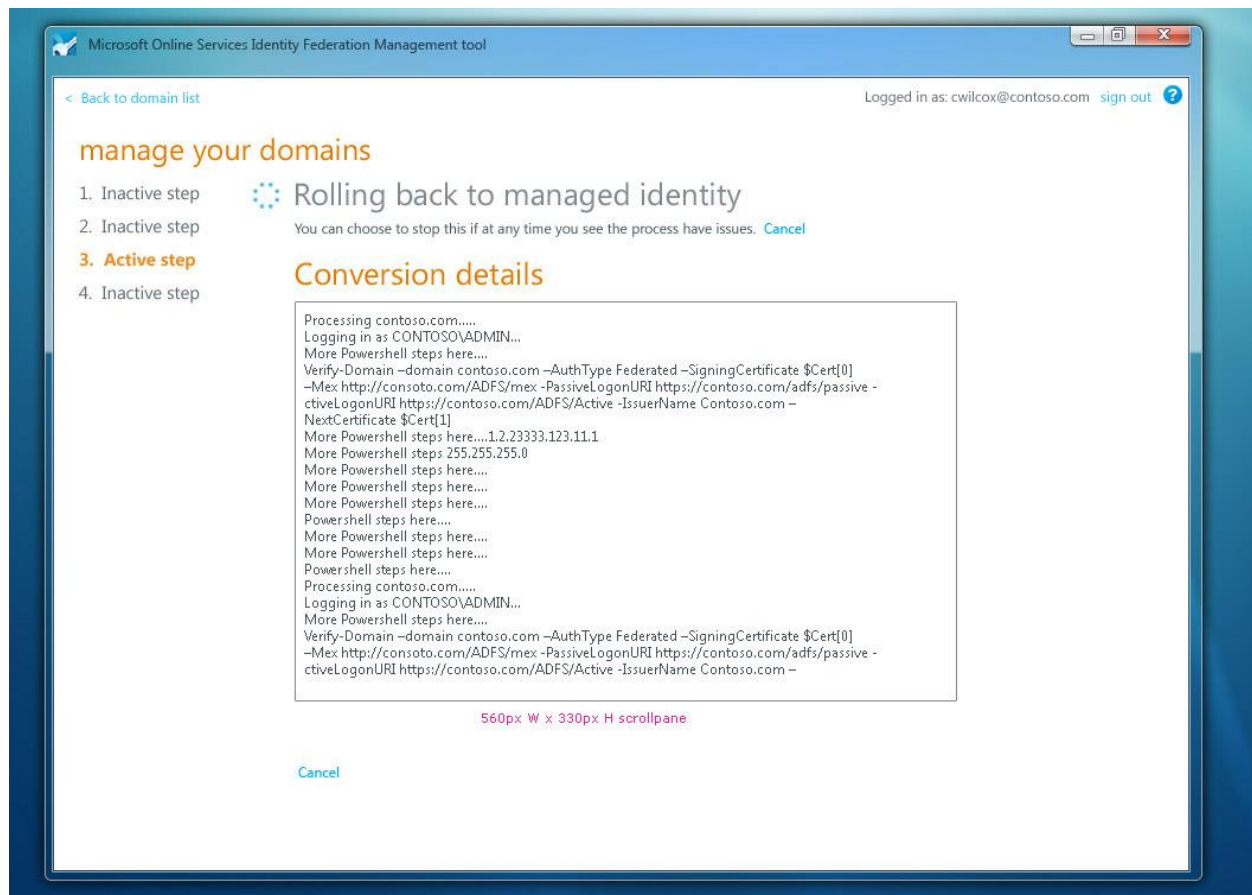 Microsoft Online Services Identity Federation Management tool
< Back to domain list
Logged in as: cwilcox@contoso.com sign out ?
manage your domains
1. Inactive step
2. Inactive step
3. Active step
4. Inactive step
Rolling back to managed identity
You can choose to stop this if at any time you see the process have issues. Cancel
Conversion details
Processing contoso.com.....
Logging in as CONTOSO\ADMIN...
More Powershell steps here....
Verify-Domain –domain contoso.com –AuthType Federated –SigningCertificate $Cert[0]
–Mex http://consoto.com/ADFS/mex -PassiveLogonURI https://contoso.com/adfs/passive -
ctiveLogonURI https://contoso.com/ADFS/Active -IssuerName Contoso.com –
NextCertificate $Cert[1]
More Powershell steps here....1.2.23333.123.11.1
More Powershell steps 255.255.255.0
More Powershell steps here....
More Powershell steps here....
More Powershell steps here....
Powershell steps here....
More Powershell steps here....
More Powershell steps here....
Powershell steps here....
Processing contoso.com.....
Logging in as CONTOSO\ADMIN...
More Powershell steps here....
Verify-Domain –domain contoso.com –AuthType Federated –SigningCertificate $Cert[0]
–Mex http://consoto.com/ADFS/mex -PassiveLogonURI https://contoso.com/adfs/passive -
ctiveLogonURI https://contoso.com/ADFS/Active -IssuerName Contoso.com –
560px W x 330px H scrollpane
Cancel